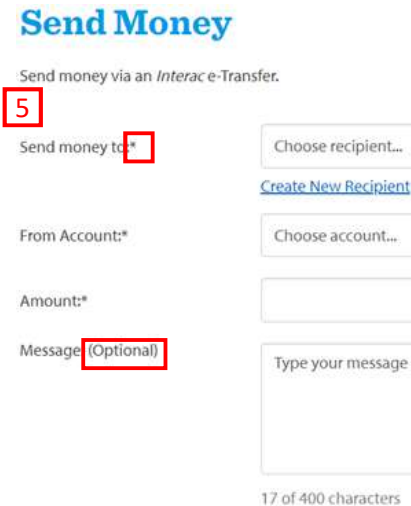 Send Money
Send money via an Interac e-Transfer.
5
Send money to:*
Choose recipient...
Create New Recipient
From Account:*
Choose account...
Amount:*
Message (Optional)
Type your message
17 of 400 characters